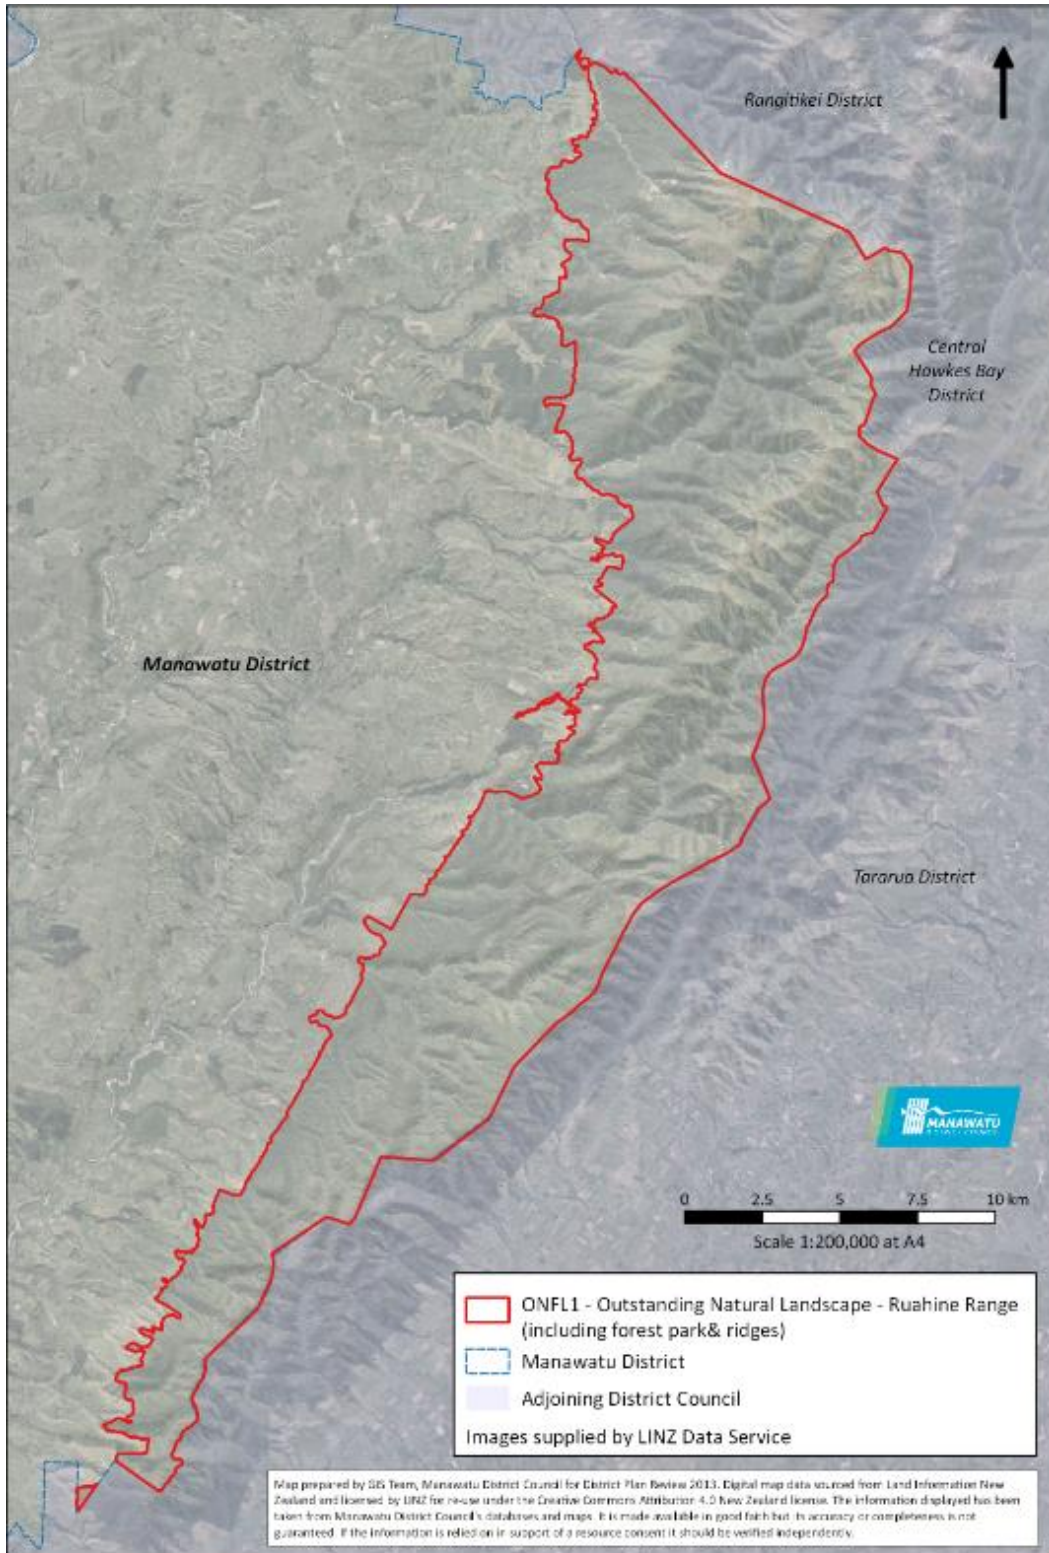 Rangitikei District
Central
Hawkes Bay
District
Manawatu District
Tararua District
MANAWATU
0 2.5 5 7.5 10 km
Scale 1:200,000 at A4
ONFL1 - Outstanding Natural Landscape - Ruahine Range
(including forest park& ridges)
Manawatu District
Adjoining District Council
Images supplied by LINZ Data Service
Map prepared by GIS Team, Manawatu District Council for District Plan Review 2013. Digital map data sourced from Land Information New
Zealand and licensed by LINZ for re-use under the Creative Commons Attribution 4.0 New Zealand license. The information displayed has been
taken from Manawatu District Council's databases and maps. It is made available in good faith but its accuracy or completeness is not
guaranteed. If the information is relied on in support of a resource consent it should be verified independently.